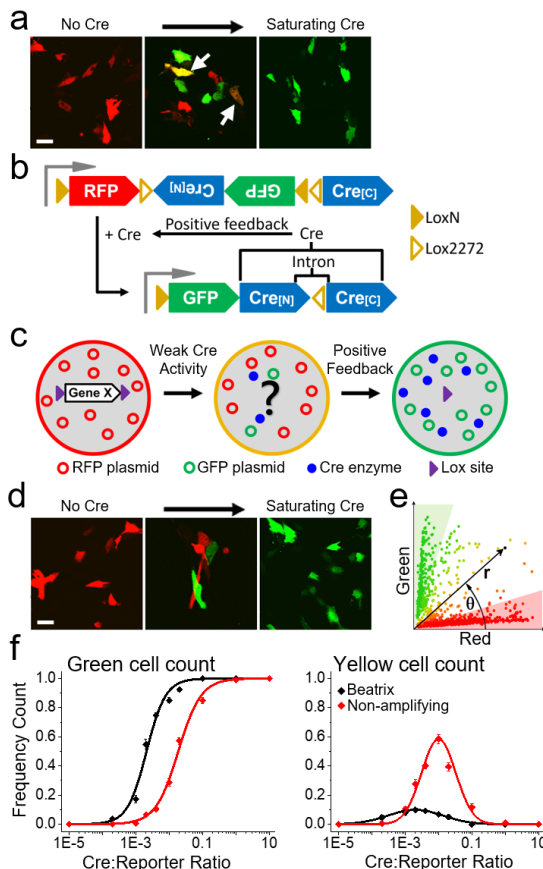 a
No Cre
Saturating Cre
b
RFP
Cre[N]
GFP
Cre[C]
LoxN
Lox2272
+ Cre
Positive feedback
Cre
Intron
GFP
Cre[N]
Cre[C]
c
Weak Cre
Activity
Positive
Feedback
Gene X
?
RFP plasmid
GFP plasmid
Cre enzyme
Lox site
d
No Cre
Saturating Cre
e
Green
r
θ
Red
f
Green cell count
Yellow cell count
Beatrix
Non-amplifying
Frequency Count
1.0
0.8
0.6
0.4
0.2
0.0
1E-5
1E-3
0.1
10
Cre:Reporter Ratio
1.0
0.8
0.6
0.4
0.2
0.0
1E-5
1E-3
0.1
10
Cre:Reporter Ratio